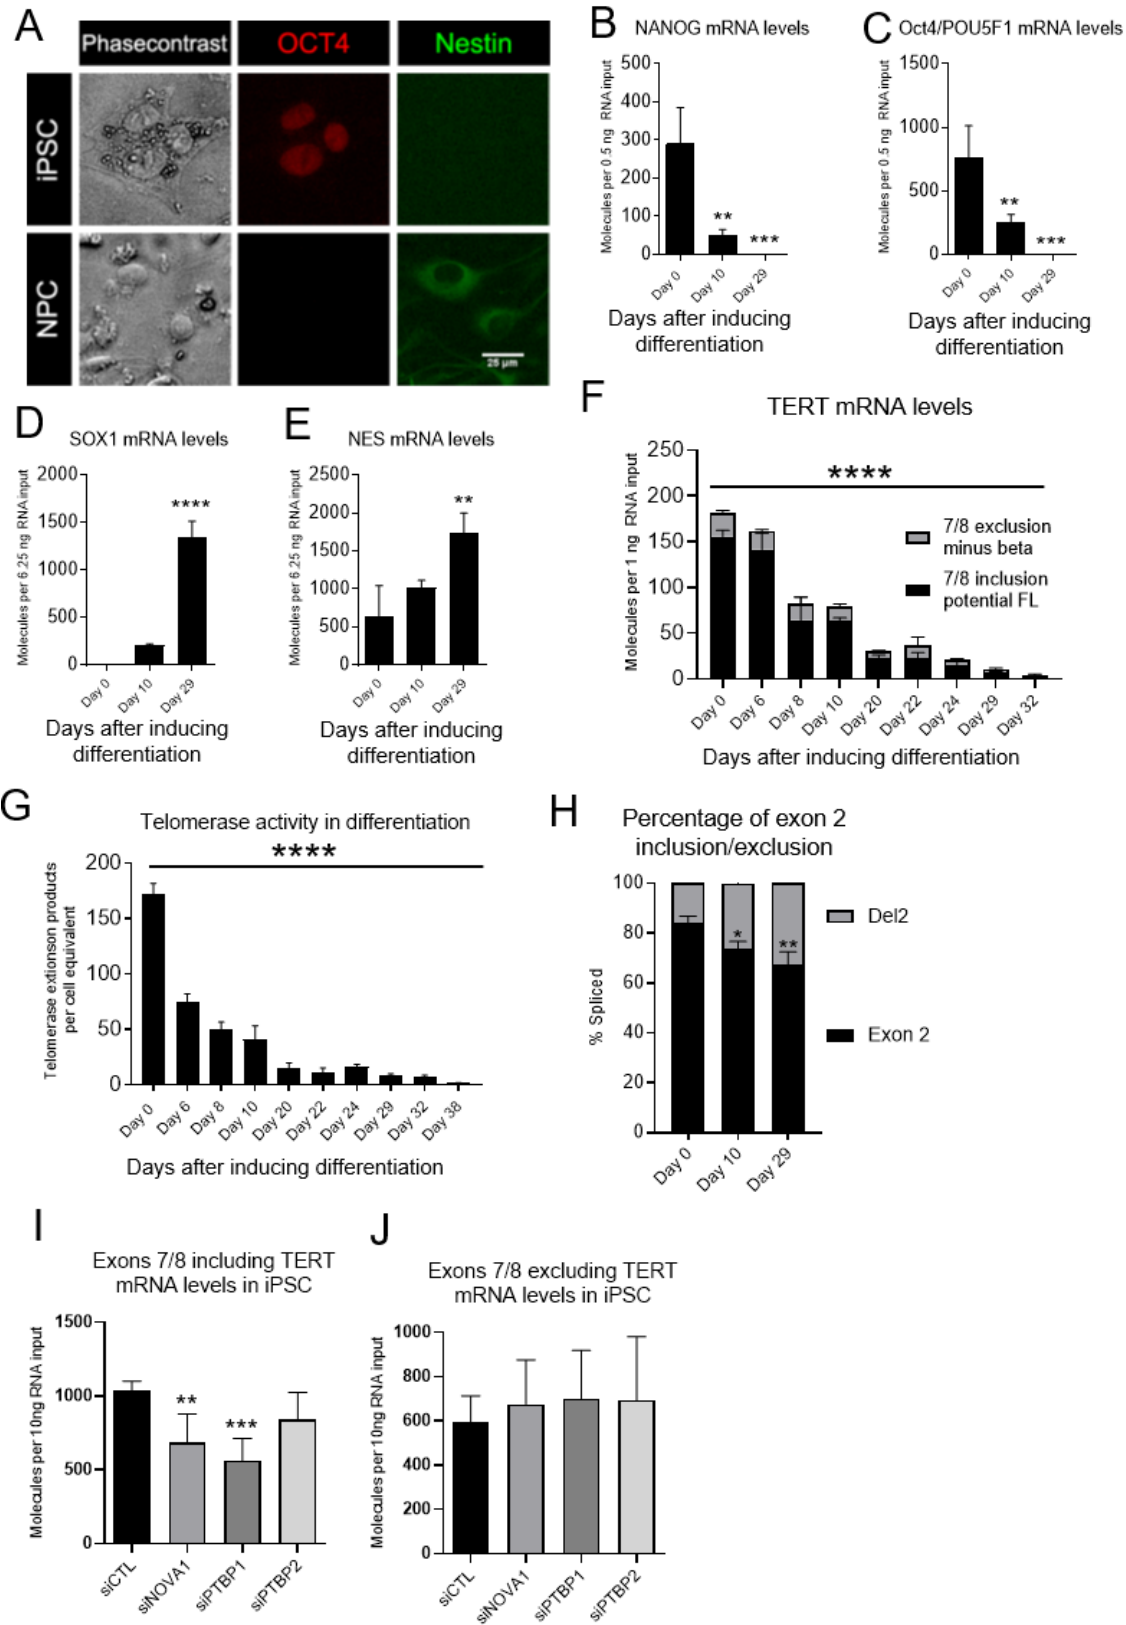 A
Phasecontrast
OCT4
Nestin
iPSC
NPC
25 µm
B
NANOG mRNA levels
Molecules per 0.5 ng RNA input
500
400
300
200
100
0
**
***
Day 0
Day 10
Day 29
Days after inducing
differentiation
C
Oct4/POU5F1 mRNA levels
Molecules per 0.5 ng RNA input
1500
1000
500
0
**
***
Day 0
Day 10
Day 29
Days after inducing
differentiation
D
SOX1 mRNA levels
Molecules per 6.25 ng RNA input
2000
1500
1000
500
0
****
Day 0
Day 10
Day 29
Days after inducing
differentiation
E
NES mRNA levels
Molecules per 6.25 ng RNA input
2500
2000
1500
1000
500
0
**
Day 0
Day 10
Day 29
Days after inducing
differentiation
F
TERT mRNA levels
Molecules per 1 ng RNA input
250
200
150
100
50
0
****
7/8 exclusion
minus beta
7/8 inclusion
potential FL
Day 0
Day 6
Day 8
Day 10
Day 20
Day 22
Day 24
Day 29
Day 32
Days after inducing differentiation
G
Telomerase activity in differentiation
Telomerase extionson products
per cell equivalent
200
150
100
50
0
****
Day 0
Day 6
Day 8
Day 10
Day 20
Day 22
Day 24
Day 29
Day 32
Day 38
Days after inducing differentiation
H
Percentage of exon 2
inclusion/exclusion
% Spliced
100
80
60
40
20
0
*
**
Del2
Exon 2
Day 0
Day 10
Day 29
I
Exons 7/8 including TERT
mRNA levels in iPSC
Molecules per 10ng RNA input
1500
1000
500
0
**
***
siCTL
siNOVA1
siPTBP1
siPTBP2
J
Exons 7/8 excluding TERT
mRNA levels in iPSC
Molecules per 10ng RNA input
1000
800
600
400
200
0
siCTL
siNOVA1
siPTBP1
siPTBP2